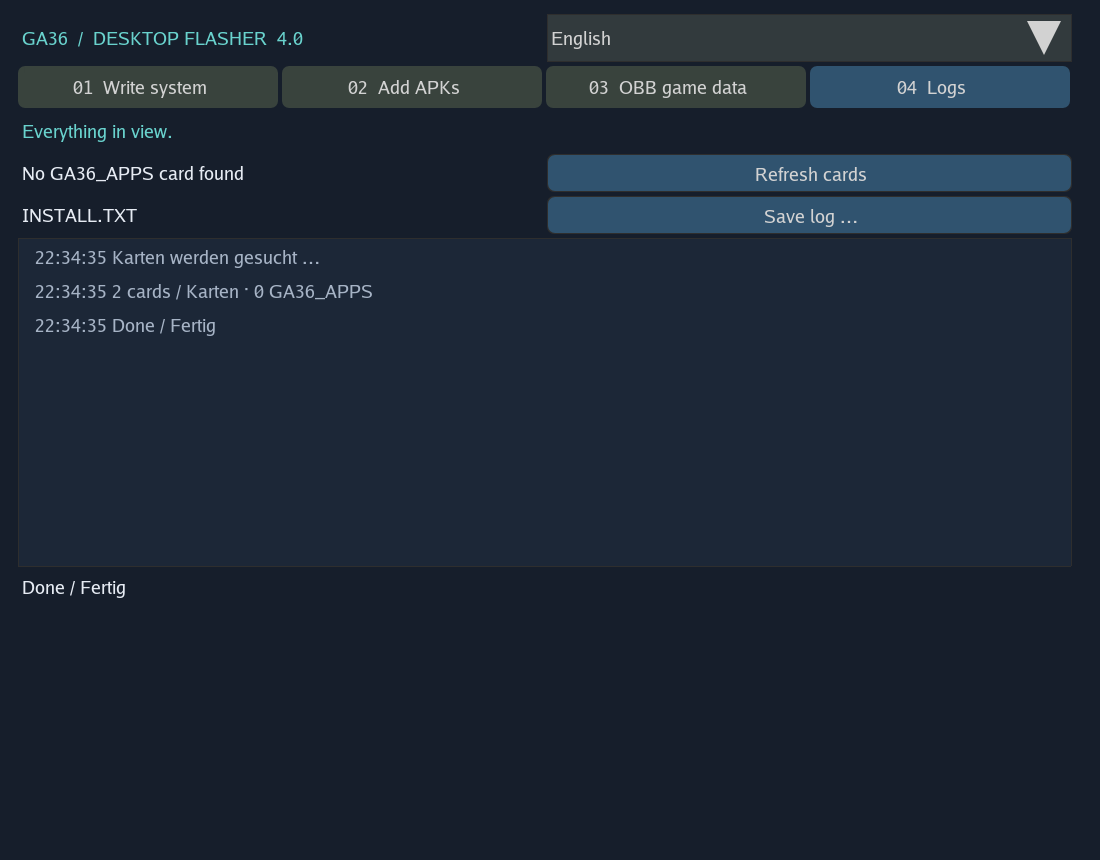 GA36 / DESKTOP FLASHER 4.0
English
01 Write system
02 Add APKs
03 OBB game data
04 Logs
Everything in view.
No GA36_APPS card found
Refresh cards
INSTALL.TXT
Save log ...
22:34:35 Karten werden gesucht ...
22:34:35 2 cards / Karten · 0 GA36_APPS
22:34:35 Done / Fertig
Done / Fertig